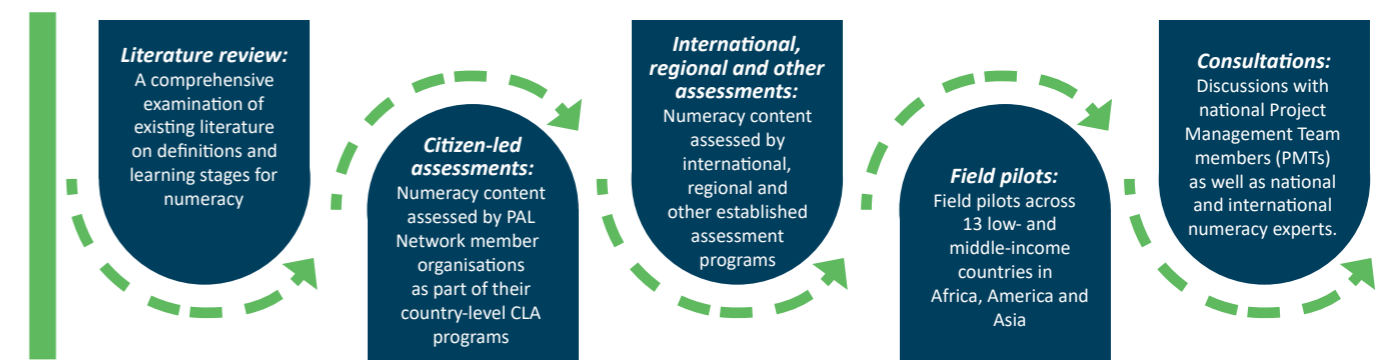 Literature review:
A comprehensive
examination of
existing literature
on definitions and
learning stages for
numeracy
Citizen-led
assessments:
Numeracy content
assessed by PAL
Network member
organisations
as part of their
country-level CLA
programs
International,
regional and other
assessments:
Numeracy content
assessed by
international,
regional and
other established
assessment
programs
Field pilots:
Field pilots across
13 low- and
middle-income
countries in
Africa, America and
Asia
Consultations:
Discussions with
national Project
Management Team
members (PMTs)
as well as national
and international
numeracy experts.